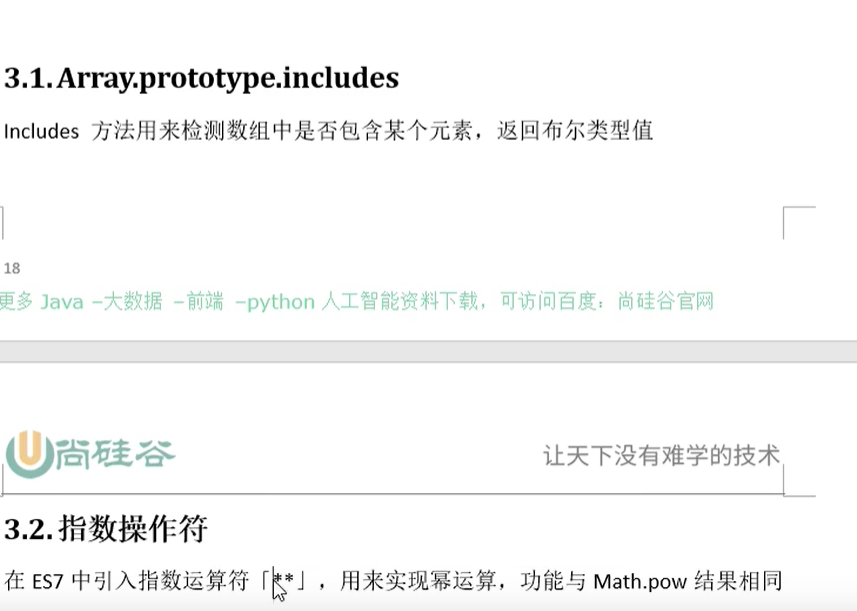 3.1. Array.prototype.includes
Includes 方法用来检测数组中是否包含某个元素，返回布尔类型值
18
更多 Java –大数据 –前端 –python 人工智能资料下载，可访问百度：尚硅谷官网
尚硅谷
让天下没有难学的技术
3.2. 指数操作符
在 ES7 中引入指数运算符「**」，用来实现幂运算，功能与 Math.pow 结果相同